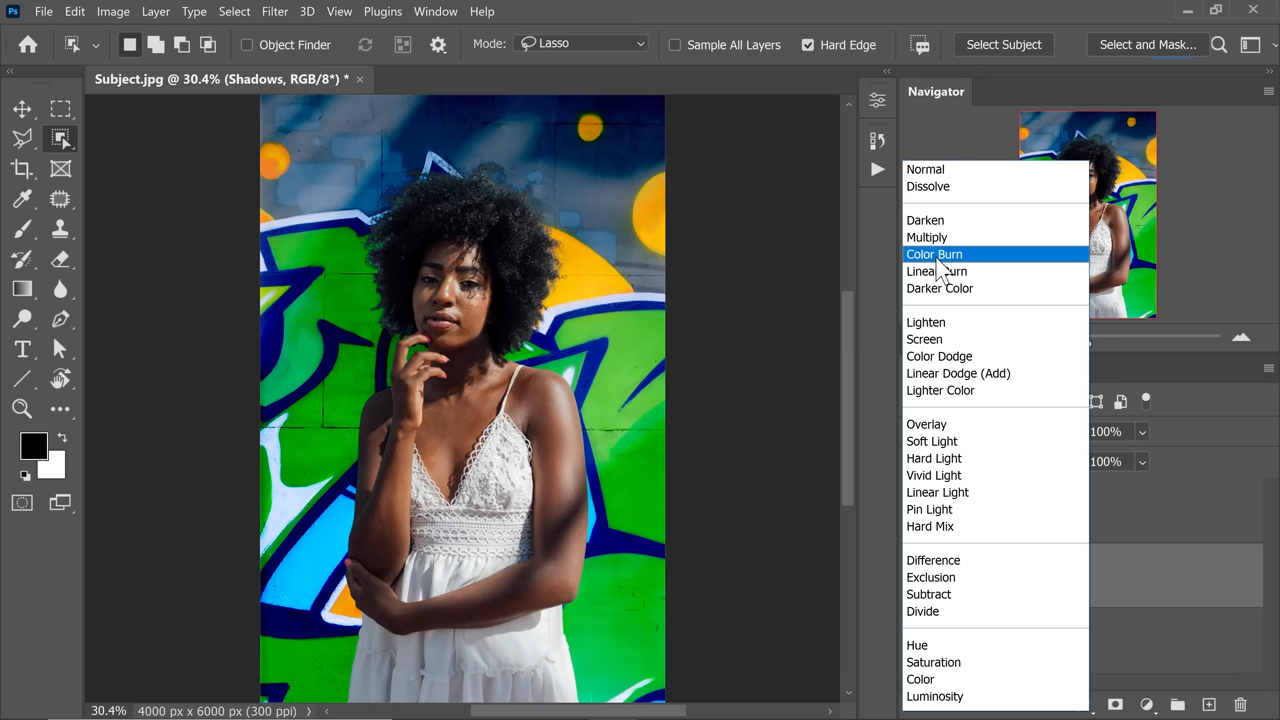 Ps File Edit Image Layer Type Select Filter 3D View Plugins Window Help
Object Finder Mode: Lasso Sample All Layers Hard Edge Select Subject Select and Mask...
Subject.jpg @ 30.4% (Shadows, RGB/8*) *
Navigator
Normal
Dissolve
Darken
Multiply
Color Burn
Linear Burn
Darker Color
Lighten
Screen
Color Dodge
Linear Dodge (Add)
Lighter Color
Overlay
100%
Soft Light
Hard Light
100%
Vivid Light
Linear Light
Pin Light
Hard Mix
Difference
Exclusion
Subtract
Divide
Hue
Saturation
Color
Luminosity
30.4% 4000 px x 6000 px (300 ppi)